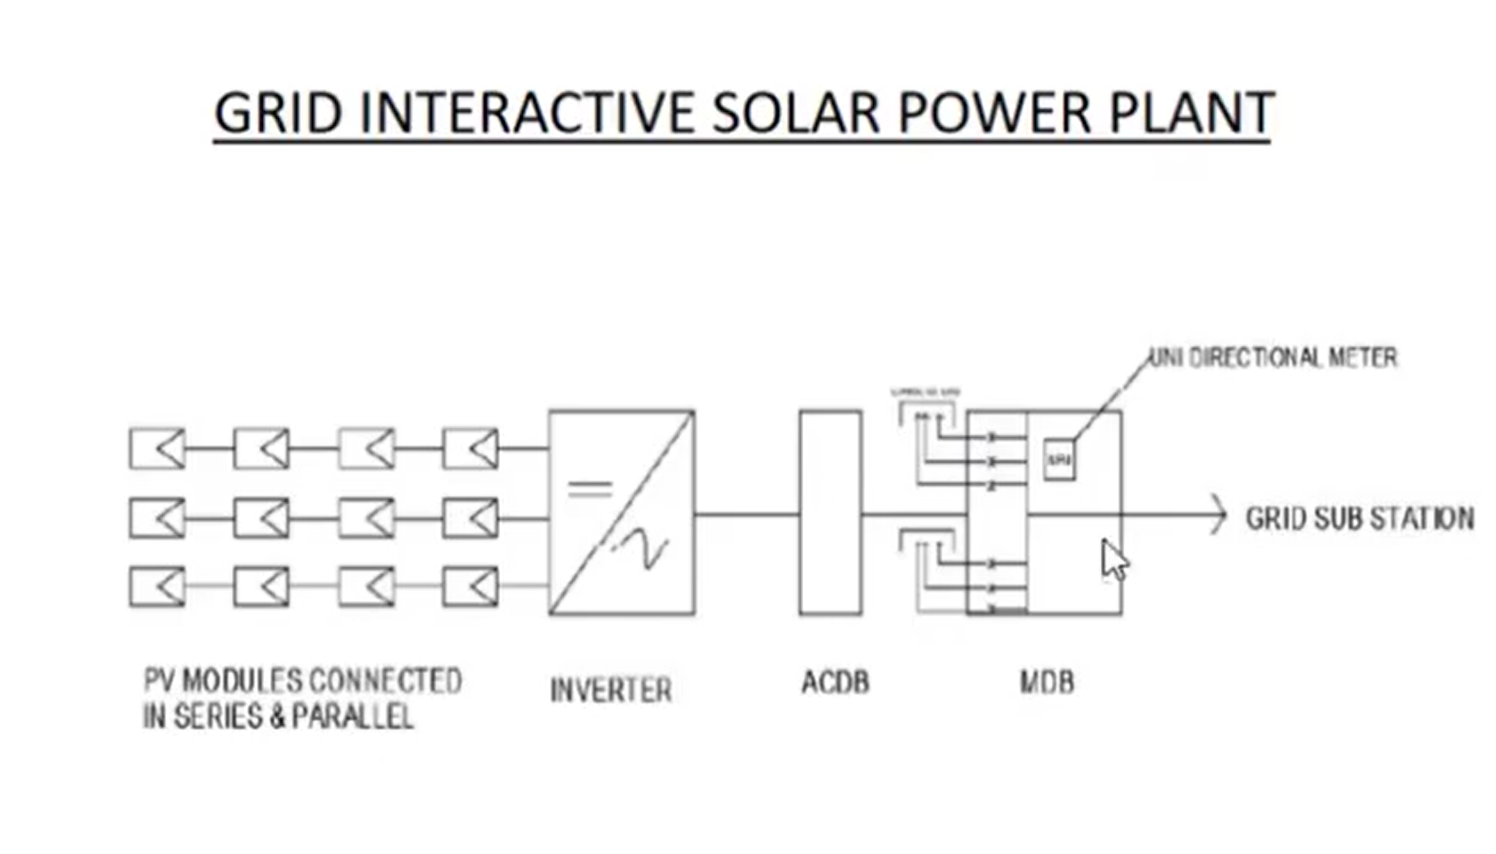 GRID INTERACTIVE SOLAR POWER PLANT
UNI DIRECTIONAL METER
GRID SUB STATION
PV MODULES CONNECTED
IN SERIES & PARALLEL
INVERTER
ACDB
MDB